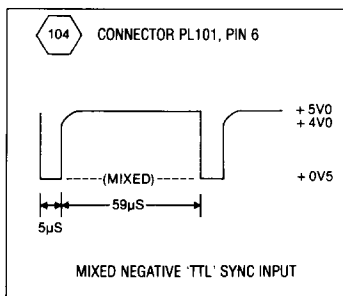 104 CONNECTOR PL101, PIN 6
+5V0
+4V0
(MIXED)
+0V5
59µS
5µS
MIXED NEGATIVE 'TTL' SYNC INPUT